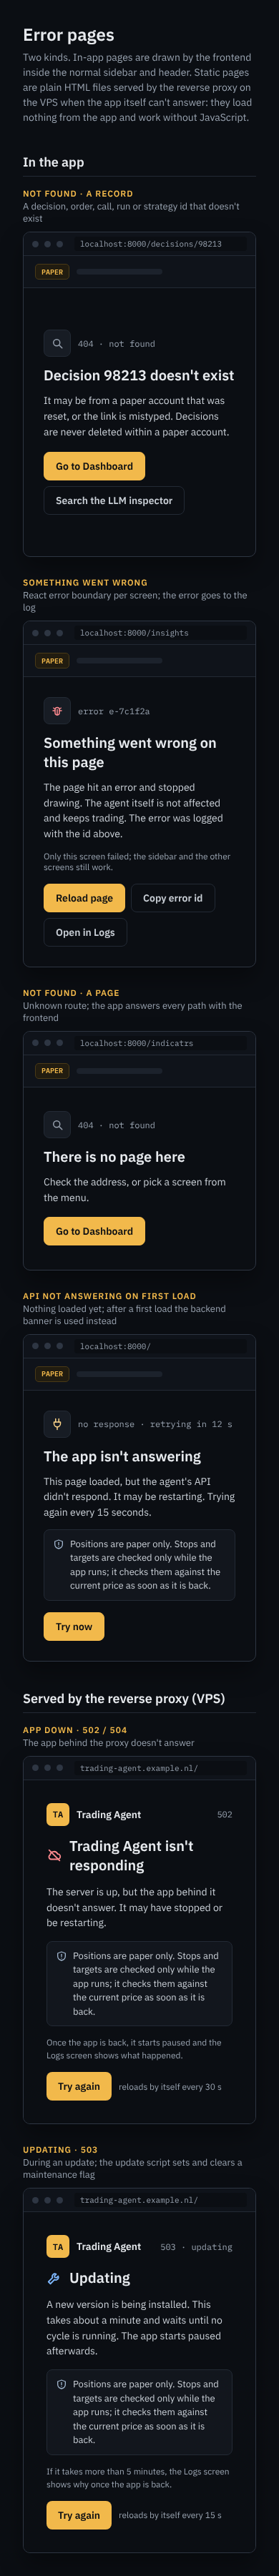 Error pages
Two kinds. In-app pages are drawn by the frontend
inside the normal sidebar and header. Static pages
are plain HTML files served by the reverse proxy on
the VPS when the app itself can't answer: they load
nothing from the app and work without JavaScript.
In the app
NOT FOUND · A RECORD
A decision, order, call, run or strategy id that doesn't
exist
localhost:8000/decisions/98213
PAPER
404 · not found
Decision 98213 doesn't exist
It may be from a paper account that was
reset, or the link is mistyped. Decisions
are never deleted within a paper account.
Go to Dashboard
Search the LLM inspector
SOMETHING WENT WRONG
React error boundary per screen; the error goes to the
log
localhost:8000/insights
PAPER
error e-7c1f2a
Something went wrong on
this page
The page hit an error and stopped
drawing. The agent itself is not affected
and keeps trading. The error was logged
with the id above.
Only this screen failed; the sidebar and the other
screens still work.
Reload page
Copy error id
Open in Logs
NOT FOUND · A PAGE
Unknown route; the app answers every path with the
frontend
localhost:8000/indicatrs
PAPER
404 · not found
There is no page here
Check the address, or pick a screen from
the menu.
Go to Dashboard
API NOT ANSWERING ON FIRST LOAD
Nothing loaded yet; after a first load the backend
banner is used instead
localhost:8000/
PAPER
no response · retrying in 12 s
The app isn't answering
This page loaded, but the agent's API
didn't respond. It may be restarting. Trying
again every 15 seconds.
Positions are paper only. Stops and
targets are checked only while the
app runs; it checks them against the
current price as soon as it is back.
Try now
Served by the reverse proxy (VPS)
APP DOWN · 502 / 504
The app behind the proxy doesn't answer
trading-agent.example.nl/
TA
Trading Agent
502
Trading Agent isn't
responding
The server is up, but the app behind it
doesn't answer. It may have stopped or
be restarting.
Positions are paper only. Stops and
targets are checked only while the
app runs; it checks them against
the current price as soon as it is
back.
Once the app is back, it starts paused and the
Logs screen shows what happened.
Try again
reloads by itself every 30 s
UPDATING · 503
During an update; the update script sets and clears a
maintenance flag
trading-agent.example.nl/
TA
Trading Agent
503 · updating
Updating
A new version is being installed. This
takes about a minute and waits until no
cycle is running. The app starts paused
afterwards.
Positions are paper only. Stops and
targets are checked only while the
app runs; it checks them against
the current price as soon as it is
back.
If it takes more than 5 minutes, the Logs screen
shows why once the app is back.
Try again
reloads by itself every 15 s